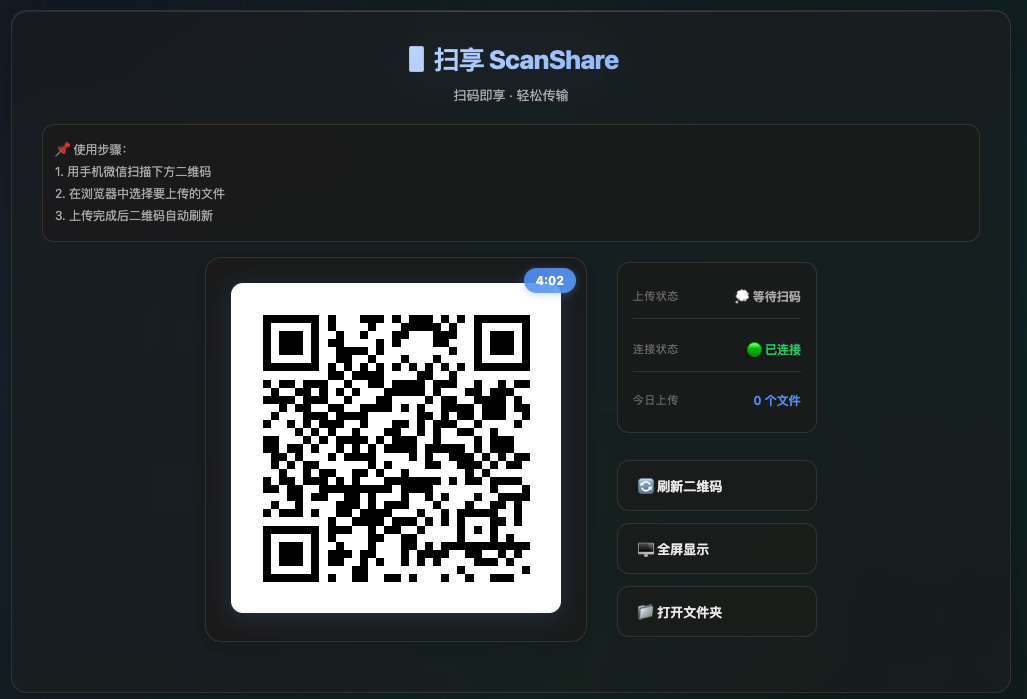 扫享 ScanShare
扫码即享 · 轻松传输
使用步骤：
1. 用手机微信扫描下方二维码
2. 在浏览器中选择要上传的文件
3. 上传完成后二维码自动刷新
4:02
上传状态 等待扫码
连接状态 已连接
今日上传 0 个文件
刷新二维码
全屏显示
打开文件夹